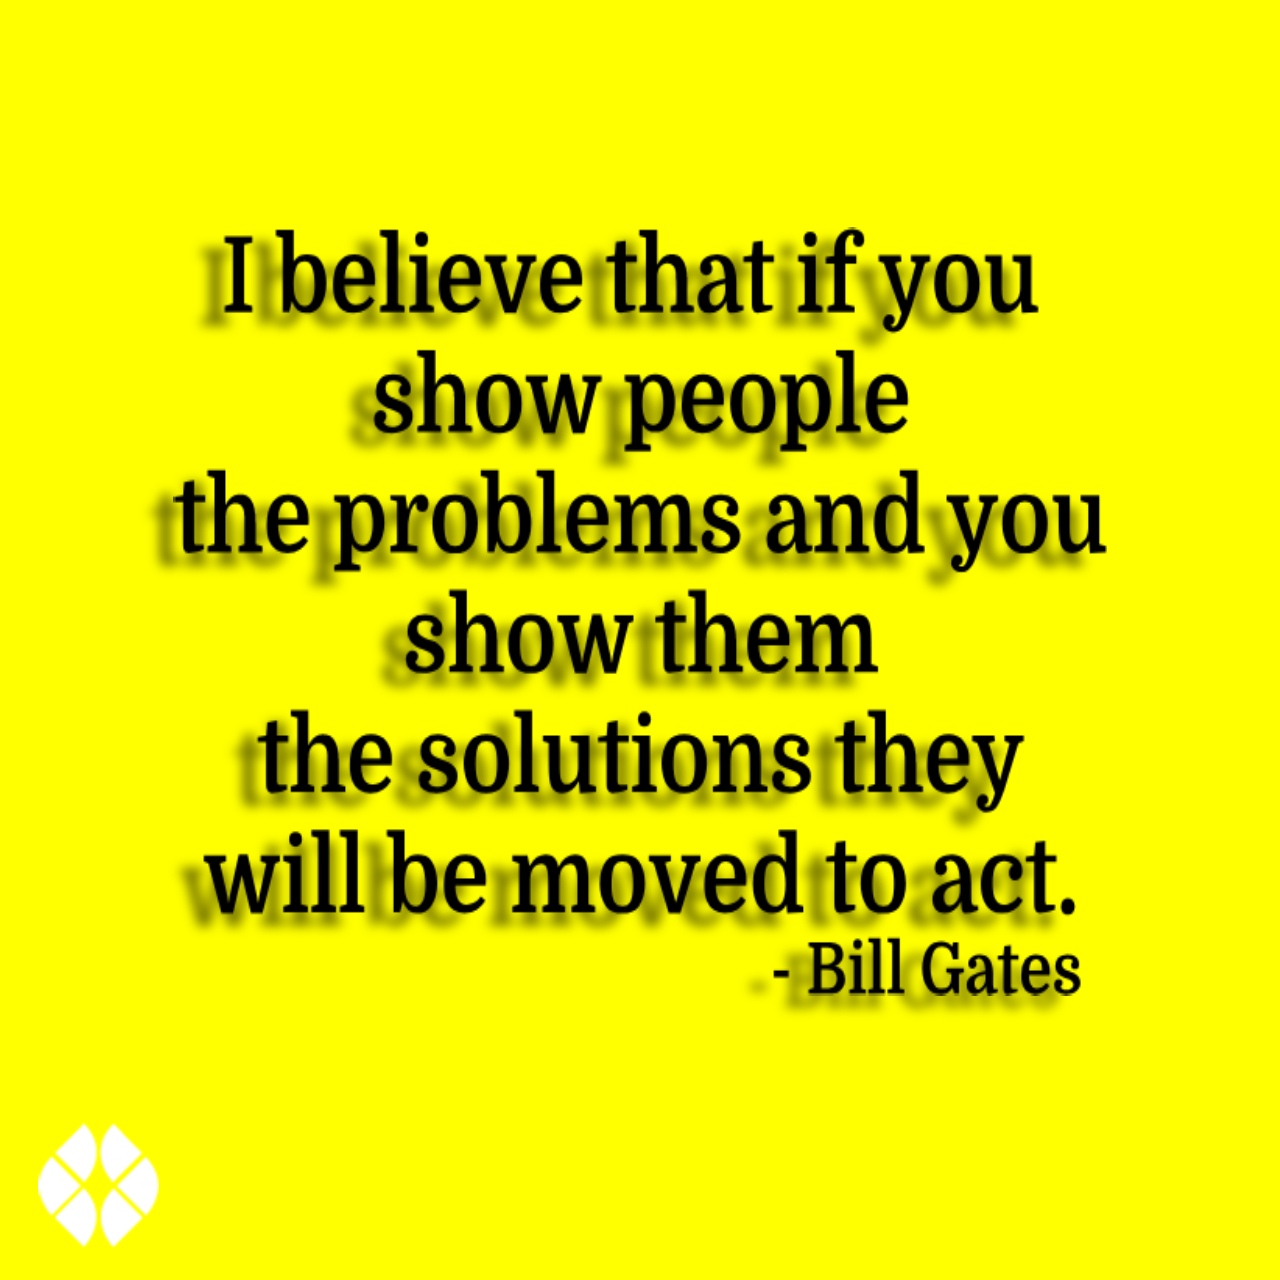 I believe that if you
show people
the problems and you
show them
the solutions they
will be moved to act.
- Bill Gates